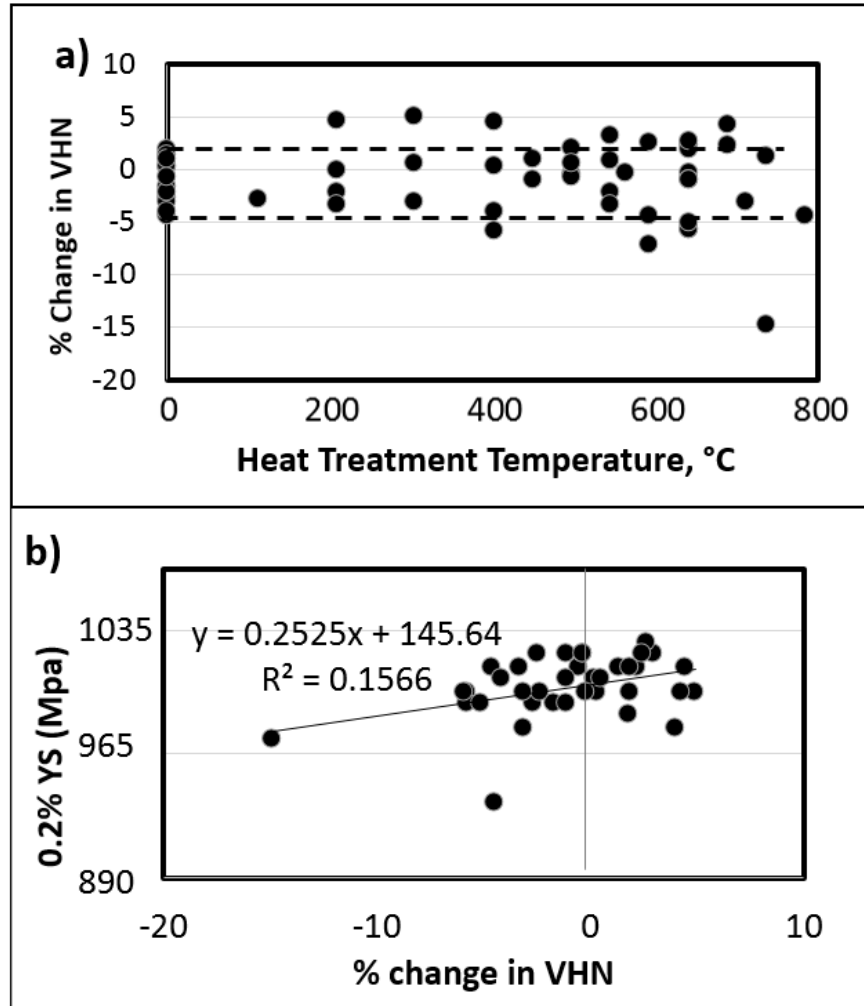 a)
10
5
0
-5
-10
-15
-20
% Change in VHN
0 200 400 600 800
Heat Treatment Temperature, °C
b)
1035
965
890
0.2% YS (Mpa)
y = 0.2525x + 145.64
R² = 0.1566
-20 -10 0 10
% change in VHN